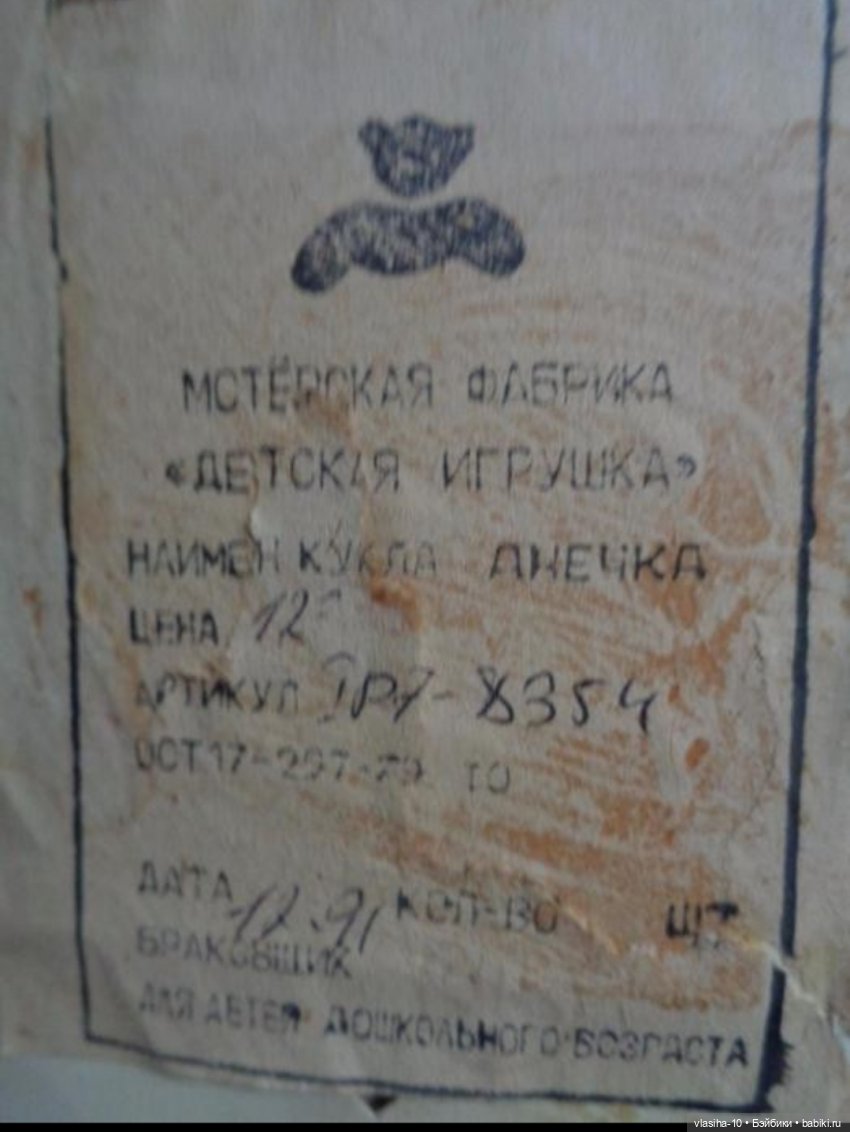 МСТЁРСКАЯ ФАБРИКА
«ДЕТСКАЯ ИГРУШКА»
НАИМЕН КУКЛА АНЕЧКА
ЦЕНА 12
АРТИКУЛ 8354
ОСТ 17- -79 ТО
ДАТА 12.91 КОЛ-ВО ШТ
БРАКОВЩИК
ДЛЯ ДЕТЕЙ ДОШКОЛЬНОГО ВОЗРАСТА
vlasiha-10 • Бэйбики • babiki.ru